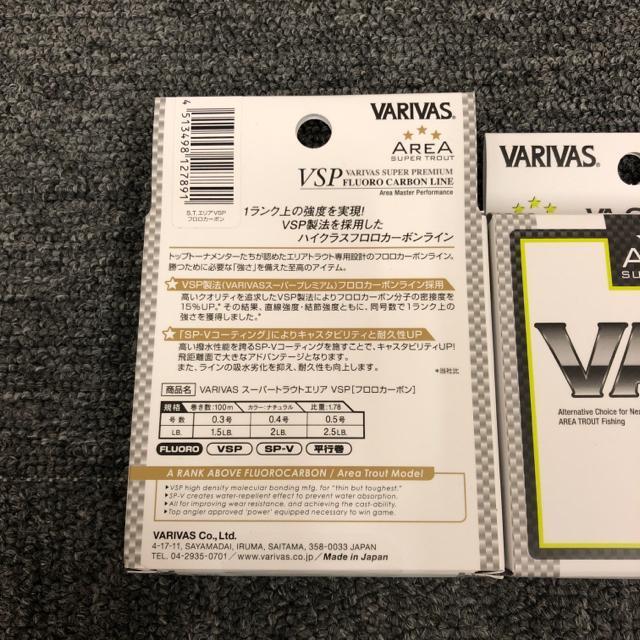 4 513498 127891
S.T.エリアVSP
フロロカーボン
VARIVAS®
AREA
SUPER TROUT
VSP VARIVAS SUPER PREMIUM
FLUORO CARBON LINE
Area Master Performance
1ランク上の強度を実現!
VSP製法を採用した
ハイクラスフロロカーボンライン
トップトーナメンターたちが認めたエリアトラウト専用設計のフロロカーボンライン。
勝つために必要な「強さ」を備えた至高のアイテム。
VSP製法(VARIVASスーパープレミアム)フロロカーボンライン採用
高いクオリティを追求したVSP製法によりフロロカーボン分子の密接度を
15%UP。* その結果、直線強度・結節強度ともに、同号数で1ランク上の
強さを獲得しました。
「SP-Vコーティング」によりキャスタビリティと耐久性UP
高い撥水性能を誇るSP-Vコーティングを施すことで、キャスタビリティUP!
飛距離面で大きなアドバンテージとなります。
また、ラインの吸水劣化を抑え、耐久性も向上します。
*当社比
商品名 VARIVAS スーパートラウトエリア VSP[フロロカーボン]
規格 巻き数:100m カラー:ナチュラル 比重:1.78
号数 0.3号 0.4号 0.5号
LB. 1.5LB. 2LB. 2.5LB.
FLUORO VSP SP-V 平行巻
A RANK ABOVE FLUOROCARBON / Area Trout Model
VSP high density molecular bonding mfg. for "thin but toughest."
SP-V creates water-repellent effect to prevent water absorption.
All for improving wear resistance, and achieving the cast-ability.
Top angler approved 'power' equipped necessary to win game.
VARIVAS Co., Ltd.
4-17-11, SAYAMADAI, IRUMA, SAITAMA, 358-0033 JAPAN
TEL. 04-2935-0701 / www.varivas.co.jp / Made in Japan
VARIVAS®
Alternative Choice for Ne
AREA TROUT Fishing